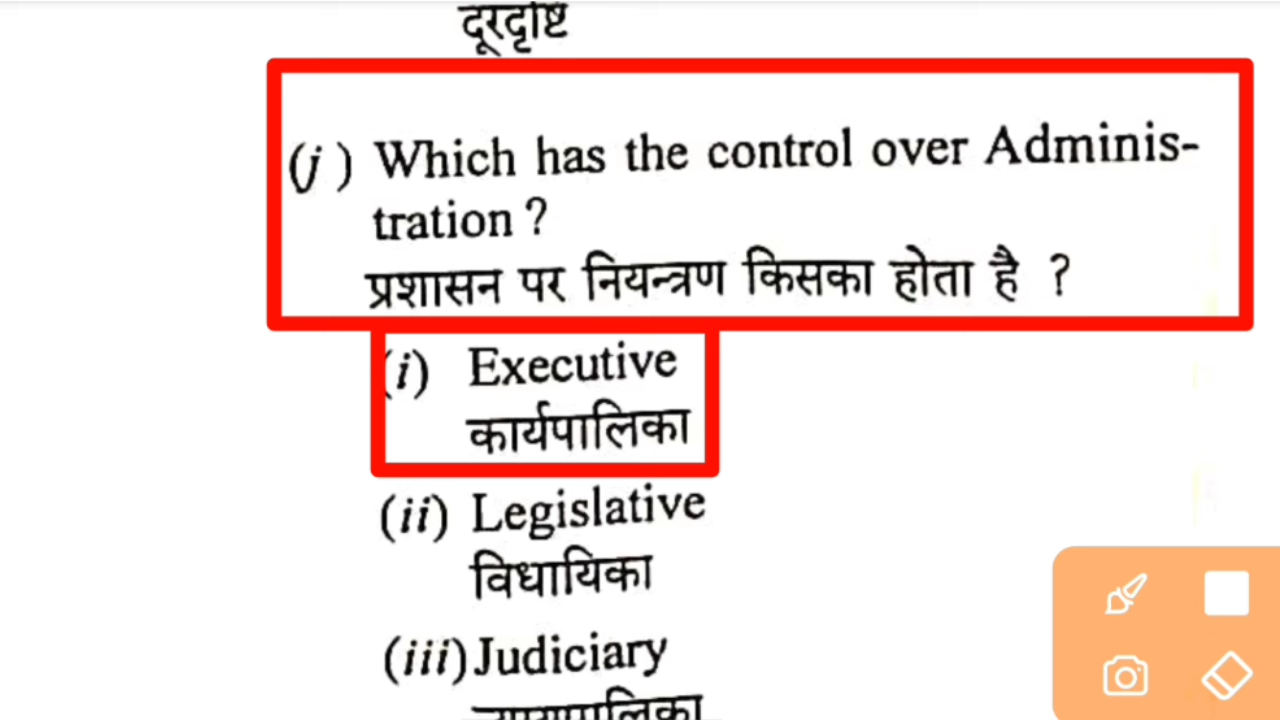 दूरदृष्टि
(j) Which has the control over Adminis-
tration ?
प्रशासन पर नियन्त्रण किसका होता है ?
(i) Executive
कार्यपालिका
(ii) Legislative
विधायिका
(iii) Judiciary
न्यायपालिका